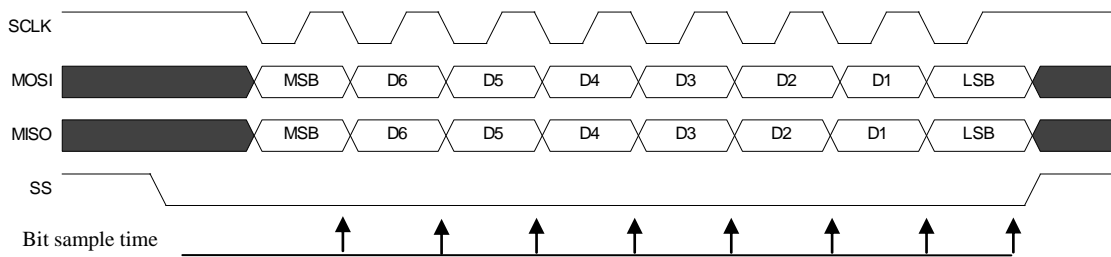 SCLK
MOSI MSB D6 D5 D4 D3 D2 D1 LSB
MISO MSB D6 D5 D4 D3 D2 D1 LSB
SS
Bit sample time